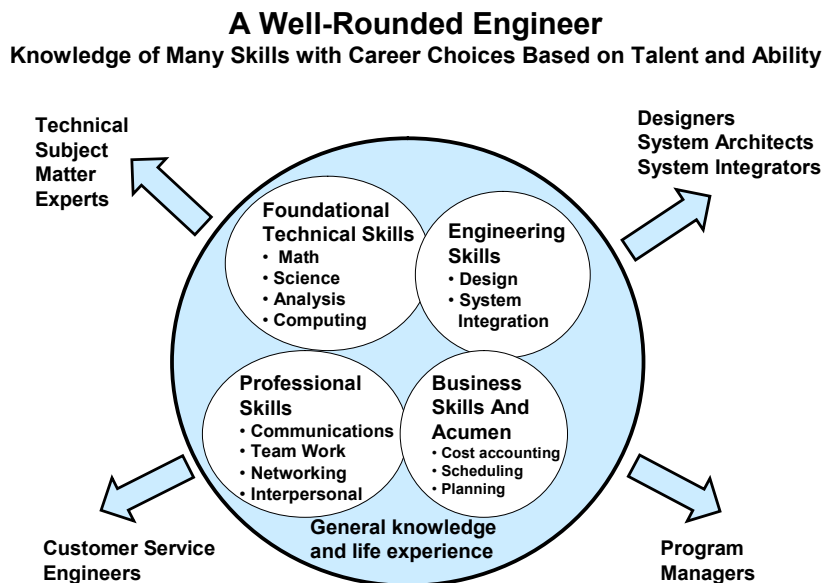 A Well-Rounded Engineer
Knowledge of Many Skills with Career Choices Based on Talent and Ability
Technical
Subject
Matter
Experts
Designers
System Architects
System Integrators
Foundational
Technical Skills
• Math
• Science
• Analysis
• Computing
Engineering
Skills
• Design
• System
Integration
Professional
Skills
• Communications
• Team Work
• Networking
• Interpersonal
Business
Skills And
Acumen
• Cost accounting
• Scheduling
• Planning
General knowledge
and life experience
Customer Service
Engineers
Program
Managers